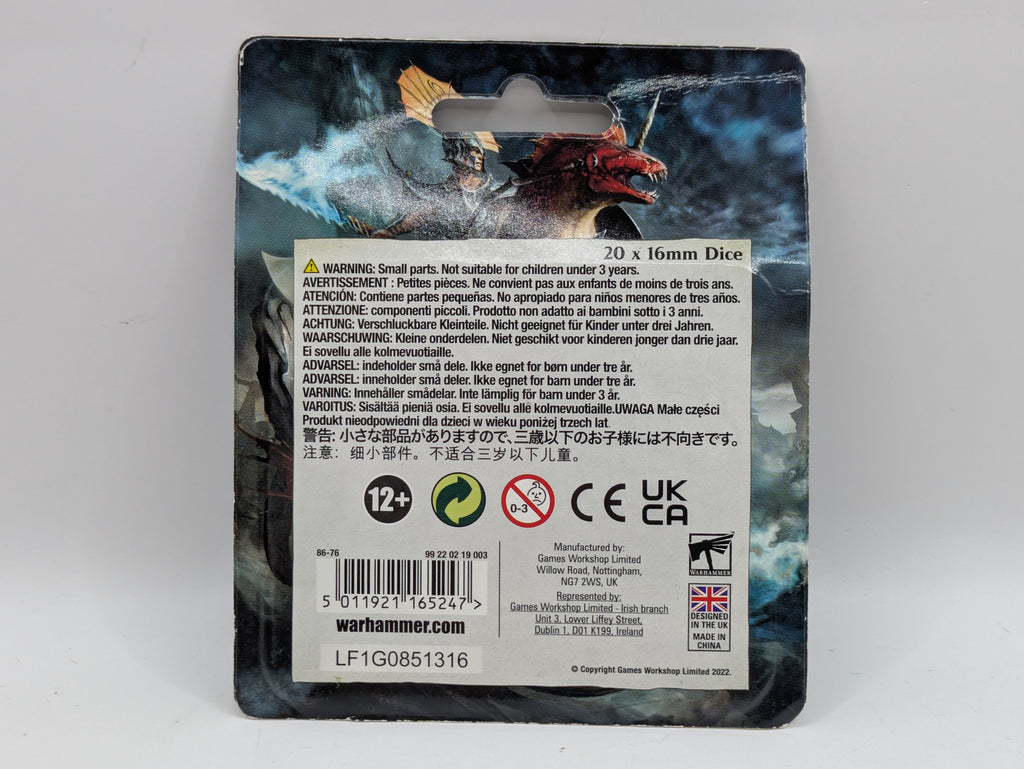 20 x 16mm Dice
WARNING: Small parts. Not suitable for children under 3 years.
AVERTISSEMENT : Petites pièces. Ne convient pas aux enfants de moins de trois ans.
ATENCIÓN: Contiene partes pequeñas. No apropiado para niños menores de tres años.
ATTENZIONE: componenti piccoli. Prodotto non adatto ai bambini sotto i 3 anni.
ACHTUNG: Verschluckbare Kleinteile. Nicht geeignet für Kinder unter drei Jahren.
WAARSCHUWING: Kleine onderdelen. Niet geschikt voor kinderen jonger dan drie jaar.
Ei sovellu alle kolmevuotiaille.
ADVARSEL: indeholder små dele. Ikke egnet for børn under tre år.
ADVARSEL: inneholder små deler. Ikke egnet for barn under tre år.
VARNING: Innehåller smådelar. Inte lämplig för barn under 3 år.
VAROITUS: Sisältää pieniä osia. Ei sovellu alle kolmevuotiaille.UWAGA Małe części
Produkt nieodpowiedni dla dzieci w wieku poniżej trzech lat
警告: 小さな部品がありますので、三歳以下のお子様には不向きです。
注意: 细小部件。不适合三岁以下儿童。
12+
0-3
CE
UK
CA
86-76 99 22 02 19 003
5 011921 165247 >
warhammer.com
LF1G0851316
Manufactured by:
Games Workshop Limited
Willow Road, Nottingham,
NG7 2WS, UK
Represented by:
Games Workshop Limited - Irish branch
Unit 3, Lower Liffey Street,
Dublin 1, D01 K199, Ireland
WARHAMMER
DESIGNED
IN THE UK
MADE IN
CHINA
© Copyright Games Workshop Limited 2022.